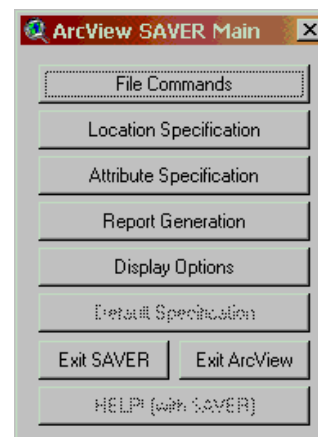 ArcView SAVER Main
File Commands
Location Specification
Attribute Specification
Report Generation
Display Options
Default Specification
Exit SAVER Exit ArcView
HELP! (with SAVER)